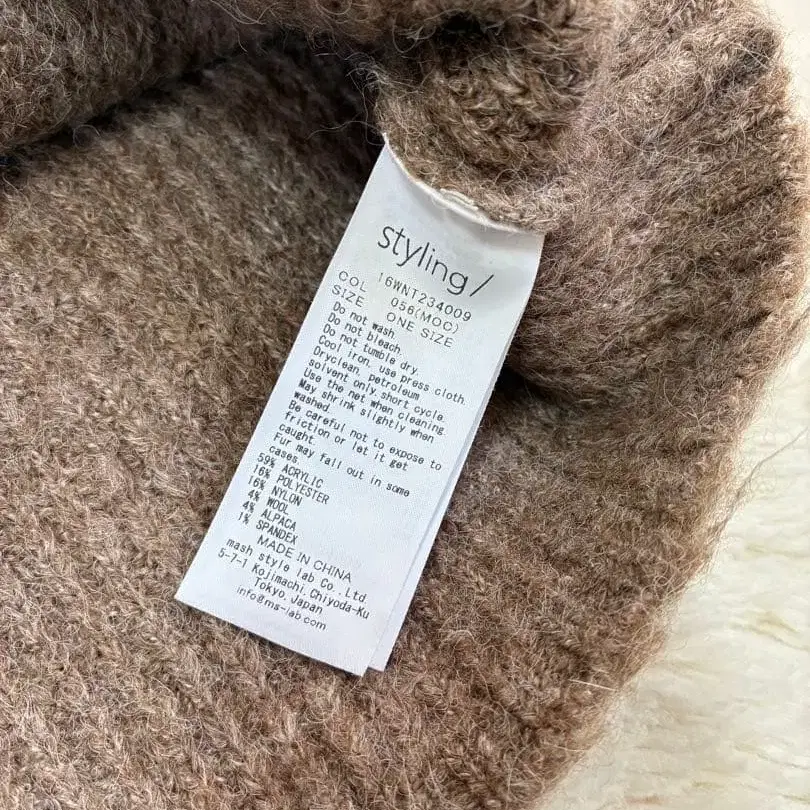 styling/
16WNT234009
COL 056(MOC)
SIZE ONE SIZE
Do not wash.
Do not bleach.
Do not tumble dry.
Cool iron, use press cloth.
Dryclean, petroleum
solvent only.short cycle.
Use the net when cleaning.
May shrink slightly when
washed.
Be careful not to expose to
friction or let it get
caught.
Fur may fall out in some
cases.
59% ACRYLIC
16% POLYESTER
16% NYLON
4% WOOL
4% ALPACA
1% SPANDEX
MADE IN CHINA
mash style lab Co., Ltd.
5-7-1 Kojimachi,Chiyoda-Ku
Tokyo,Japan
info@ms-lab.com